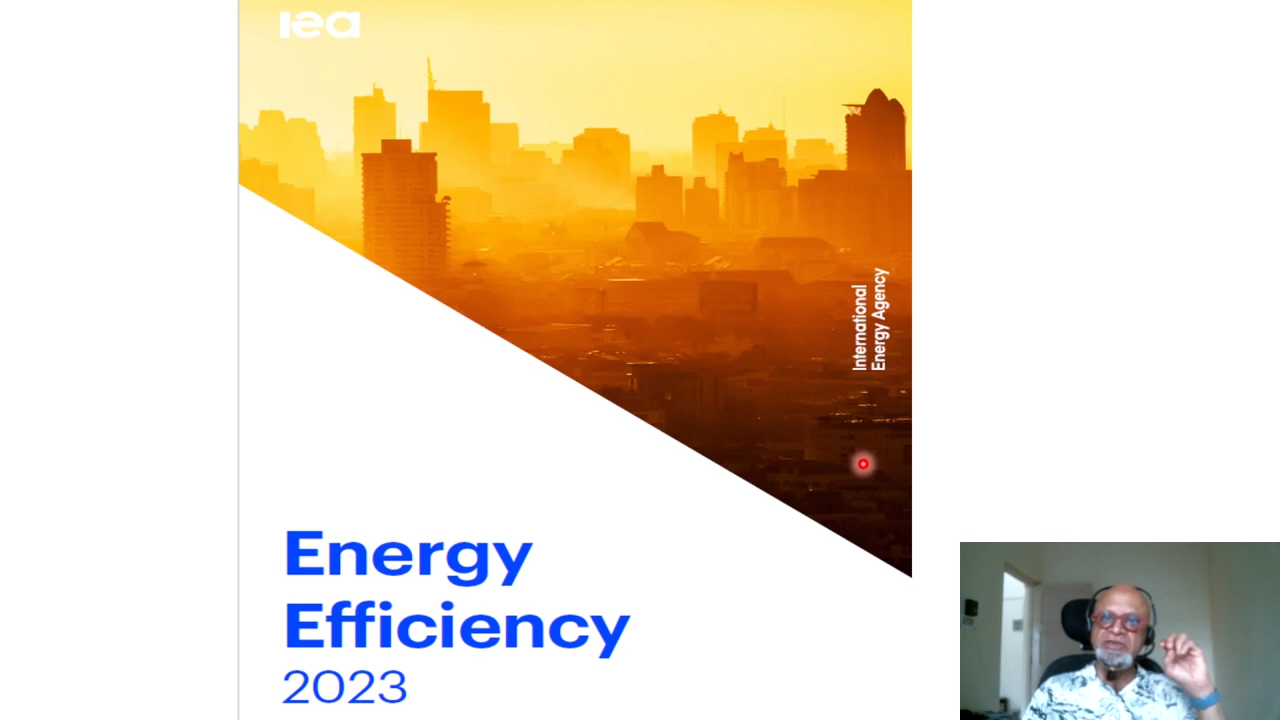 iea
International
Energy Agency
Energy
Efficiency
2023